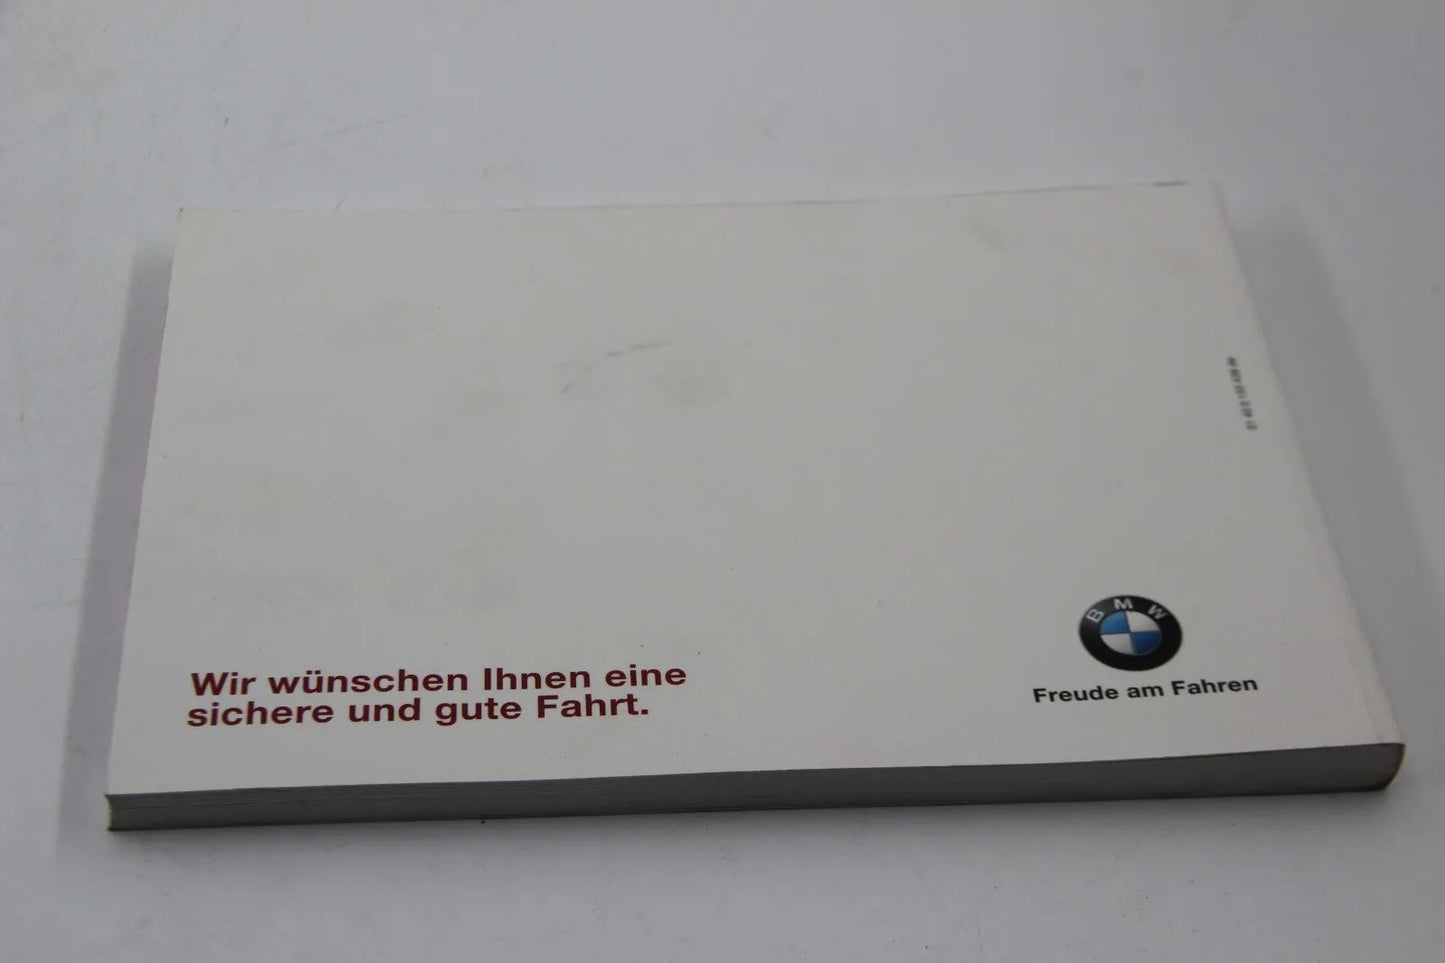 Wir wünschen Ihnen eine
sichere und gute Fahrt.
BMW
Freude am Fahren